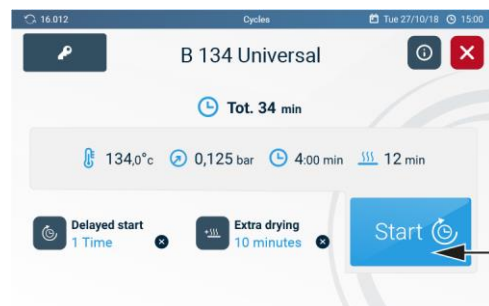 16.012 Cycles Tue 27/10/18 15:00
B 134 Universal
Tot. 34 min
134,0°c 0,125 bar 4:00 min 12 min
Delayed start Extra drying Start
1 Time 10 minutes